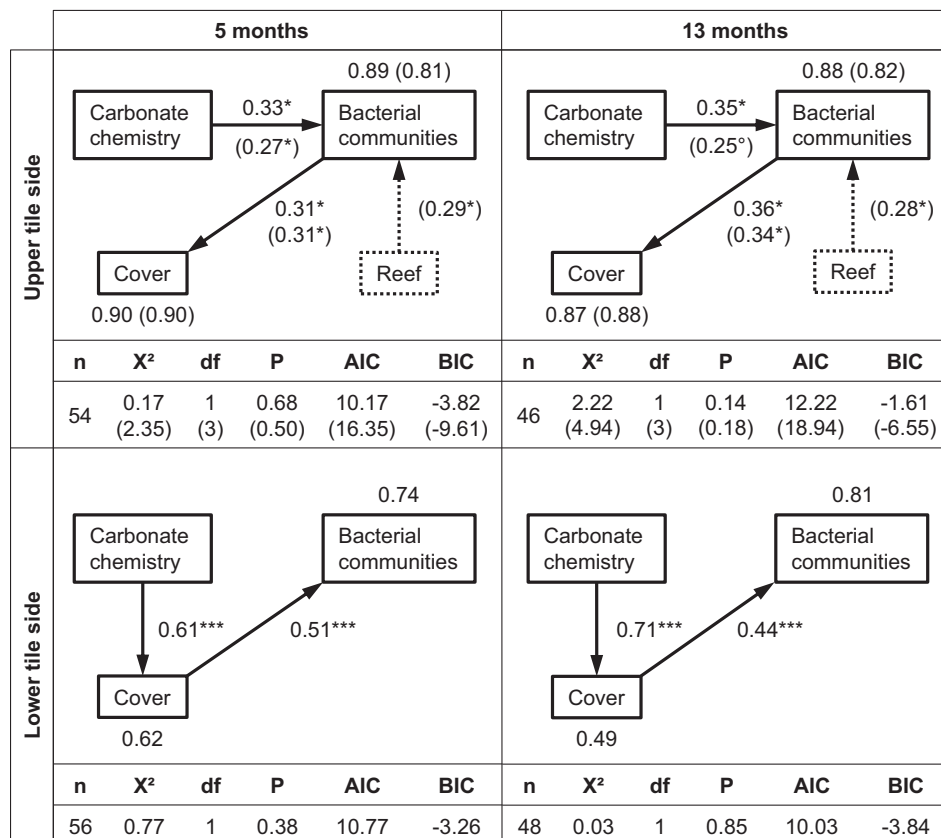 5 months
13 months
Upper tile side
0.89 (0.81)
Carbonate
chemistry
0.33*
(0.27*)
Bacterial
communities
0.31*
(0.31*)
(0.29*)
Cover
Reef
0.90 (0.90)
n X² df P AIC BIC
54 0.17 1 0.68 10.17 -3.82
(2.35) (3) (0.50) (16.35) (-9.61)
0.88 (0.82)
Carbonate
chemistry
0.35*
(0.25°)
Bacterial
communities
0.36*
(0.34*)
(0.28*)
Cover
Reef
0.87 (0.88)
n X² df P AIC BIC
46 2.22 1 0.14 12.22 -1.61
(4.94) (3) (0.18) (18.94) (-6.55)
Lower tile side
0.74
Carbonate
chemistry
Bacterial
communities
0.61***
0.51***
Cover
0.62
n X² df P AIC BIC
56 0.77 1 0.38 10.77 -3.26
0.81
Carbonate
chemistry
Bacterial
communities
0.71***
0.44***
Cover
0.49
n X² df P AIC BIC
48 0.03 1 0.85 10.03 -3.84